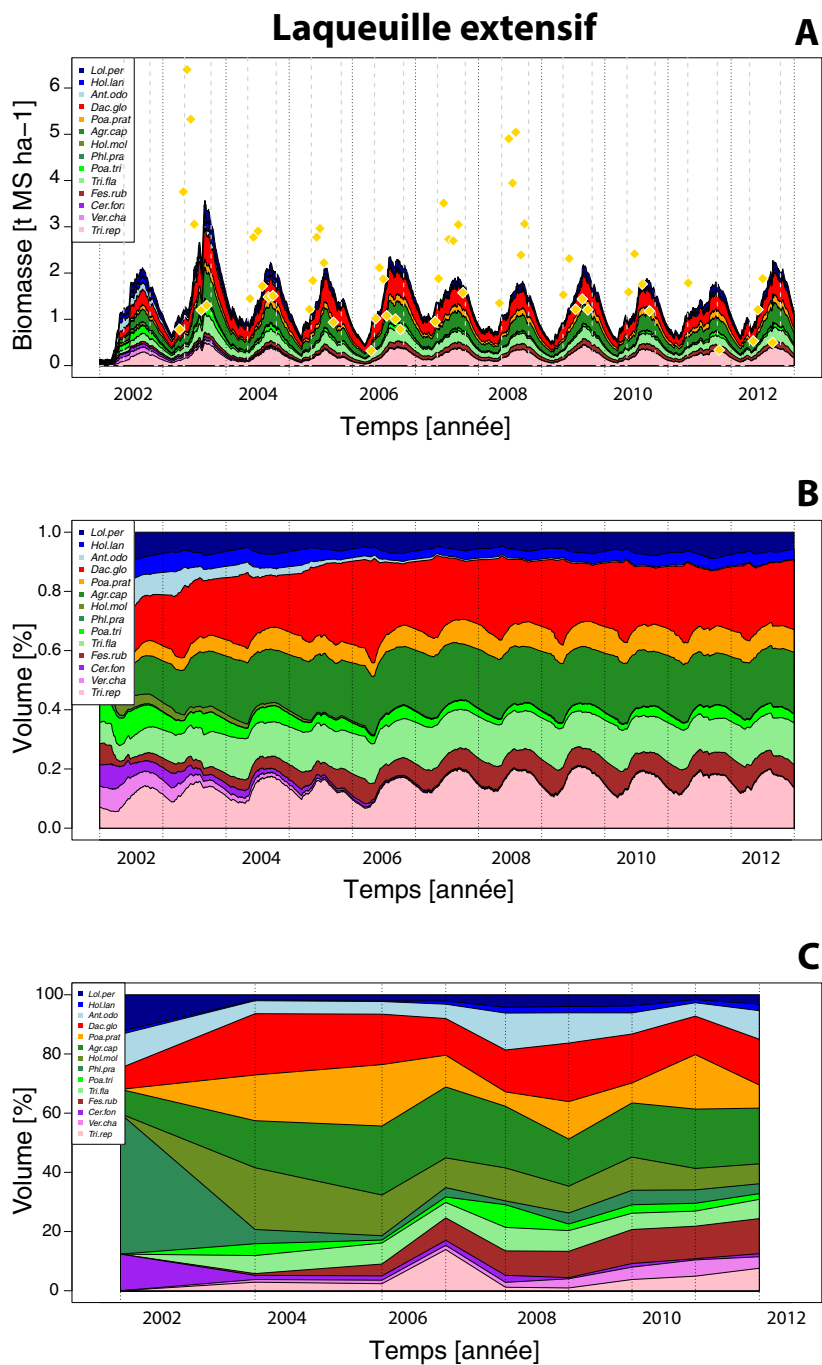 Laqueuille extensif
A
Biomasse [t MS ha−1]
6
5
4
3
2
1
0
Lol.per
Hol.lan
Ant.odo
Dac.glo
Poa.prat
Agr.cap
Hol.mol
Phl.pra
Poa.tri
Tri.fla
Fes.rub
Cer.fon
Ver.cha
Tri.rep
2002 2004 2006 2008 2010 2012
Temps [année]
B
Volume [%]
1.0
0.8
0.6
0.4
0.2
0.0
Lol.per
Hol.lan
Ant.odo
Dac.glo
Poa.prat
Agr.cap
Hol.mol
Phl.pra
Poa.tri
Tri.fla
Fes.rub
Cer.fon
Ver.cha
Tri.rep
2002 2004 2006 2008 2010 2012
Temps [année]
C
Volume [%]
100
80
60
40
20
0
Lol.per
Hol.lan
Ant.odo
Dac.glo
Poa.prat
Agr.cap
Hol.mol
Phl.pra
Poa.tri
Tri.fla
Fes.rub
Cer.fon
Ver.cha
Tri.rep
2002 2004 2006 2008 2010 2012
Temps [année]